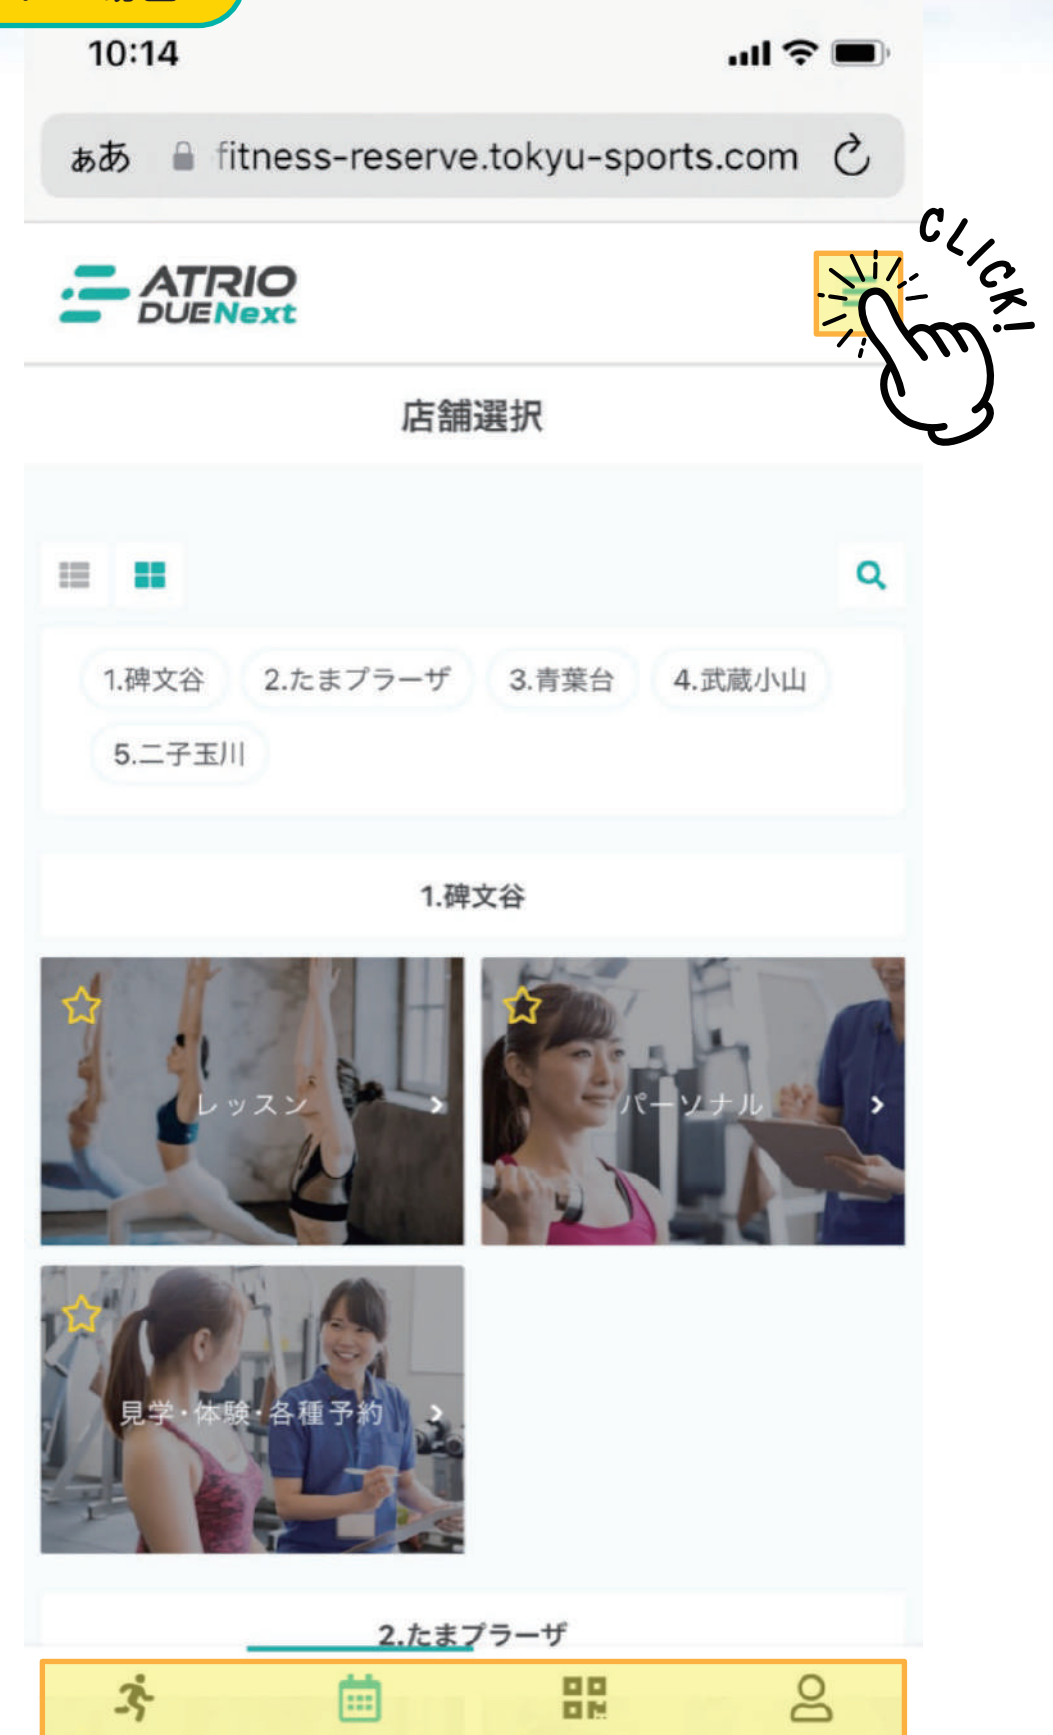 10:14
ぁあ fitness-reserve.tokyu-sports.com
CLICK!
ATRIO
DUE Next
店舗選択
1.碑文谷 2.たまプラーザ 3.青葉台 4.武蔵小山
5.二子玉川
1.碑文谷
レッスン パーソナル
見学・体験・各種予約
2.たまプラーザ